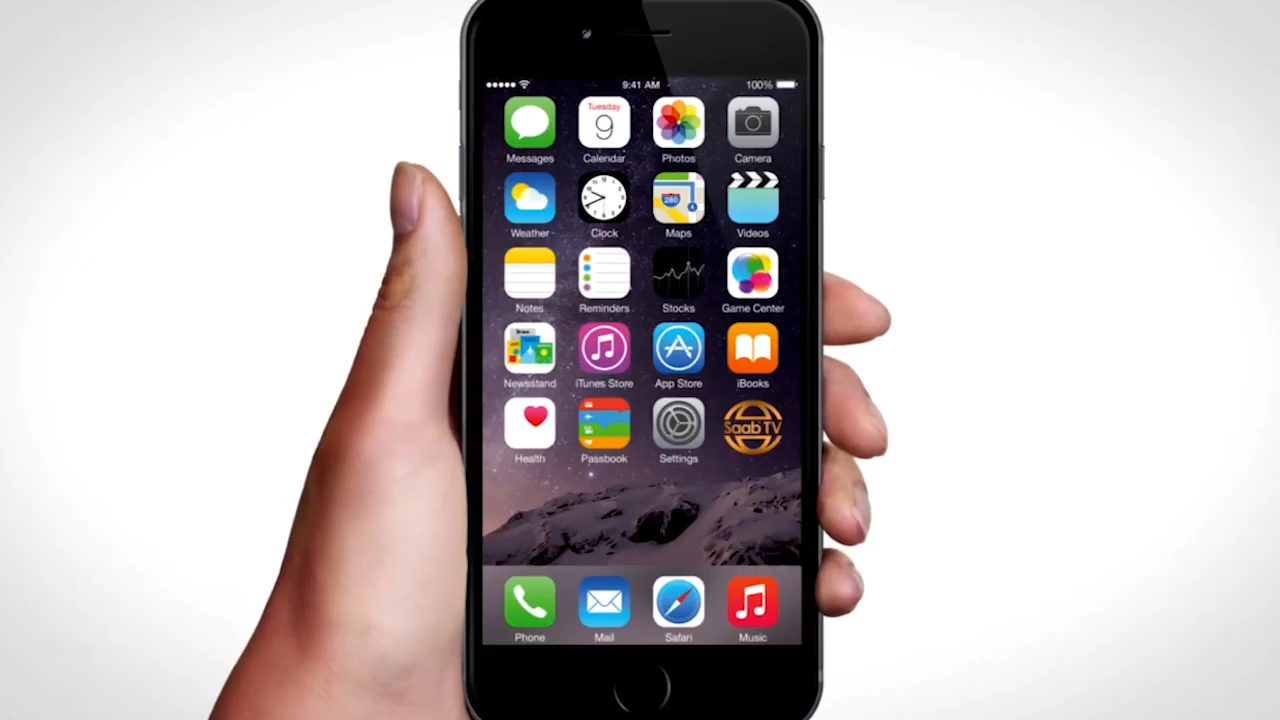 9:41 AM 100%
Tuesday
9
Messages Calendar Photos Camera
280
Weather Clock Maps Videos
Notes Reminders Stocks Game Center
Newsstand iTunes Store App Store iBooks
Saab TV
Health Passbook Settings
Phone Mail Safari Music